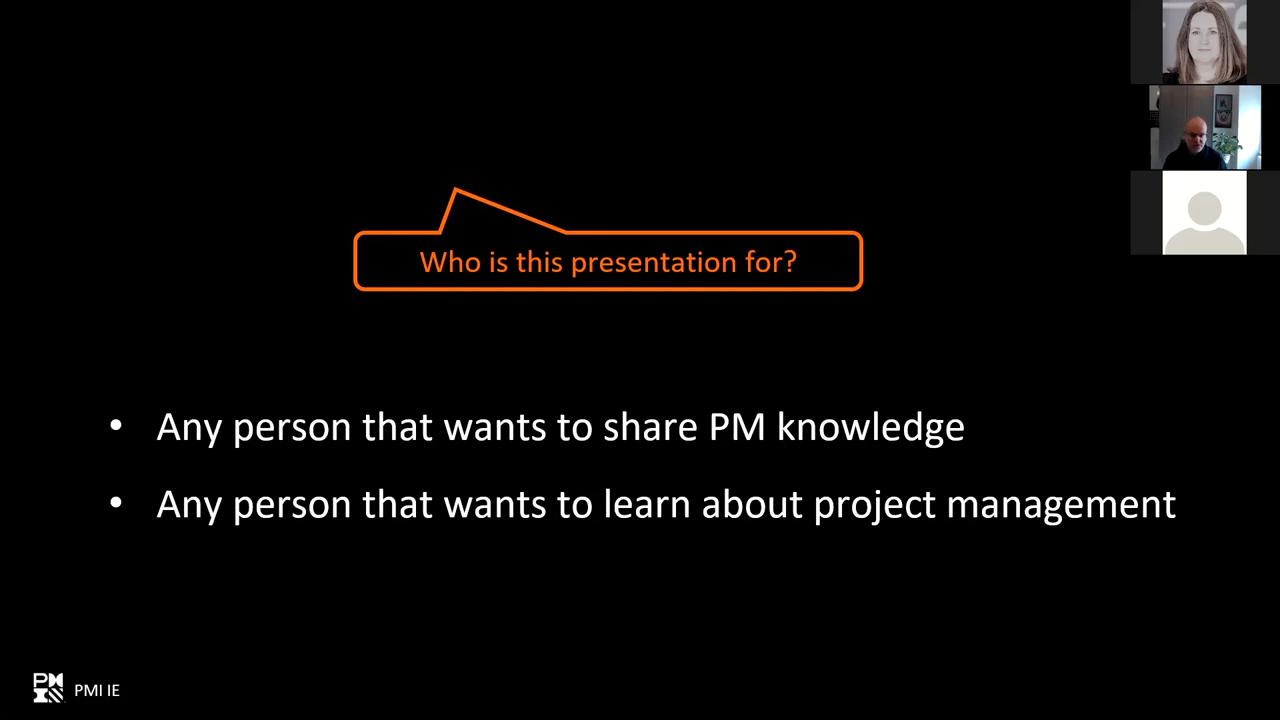 Who is this presentation for?
• Any person that wants to share PM knowledge
• Any person that wants to learn about project management
PMI IE